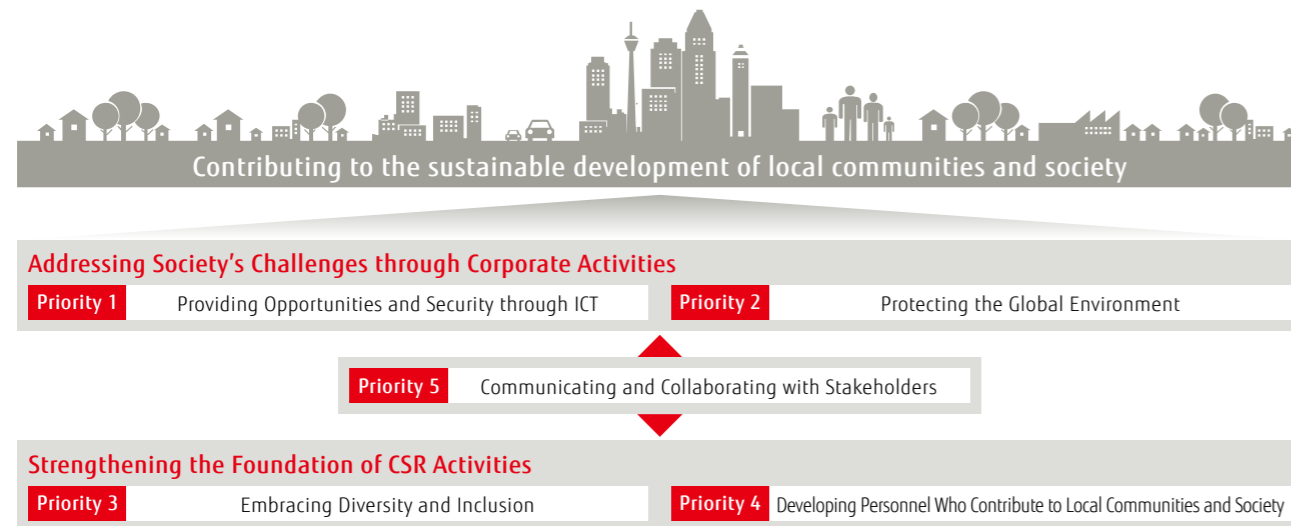 Contributing to the sustainable development of local communities and society
Addressing Society's Challenges through Corporate Activities
Priority 1 Providing Opportunities and Security through ICT
Priority 2 Protecting the Global Environment
Priority 5 Communicating and Collaborating with Stakeholders
Strengthening the Foundation of CSR Activities
Priority 3 Embracing Diversity and Inclusion
Priority 4 Developing Personnel Who Contribute to Local Communities and Society